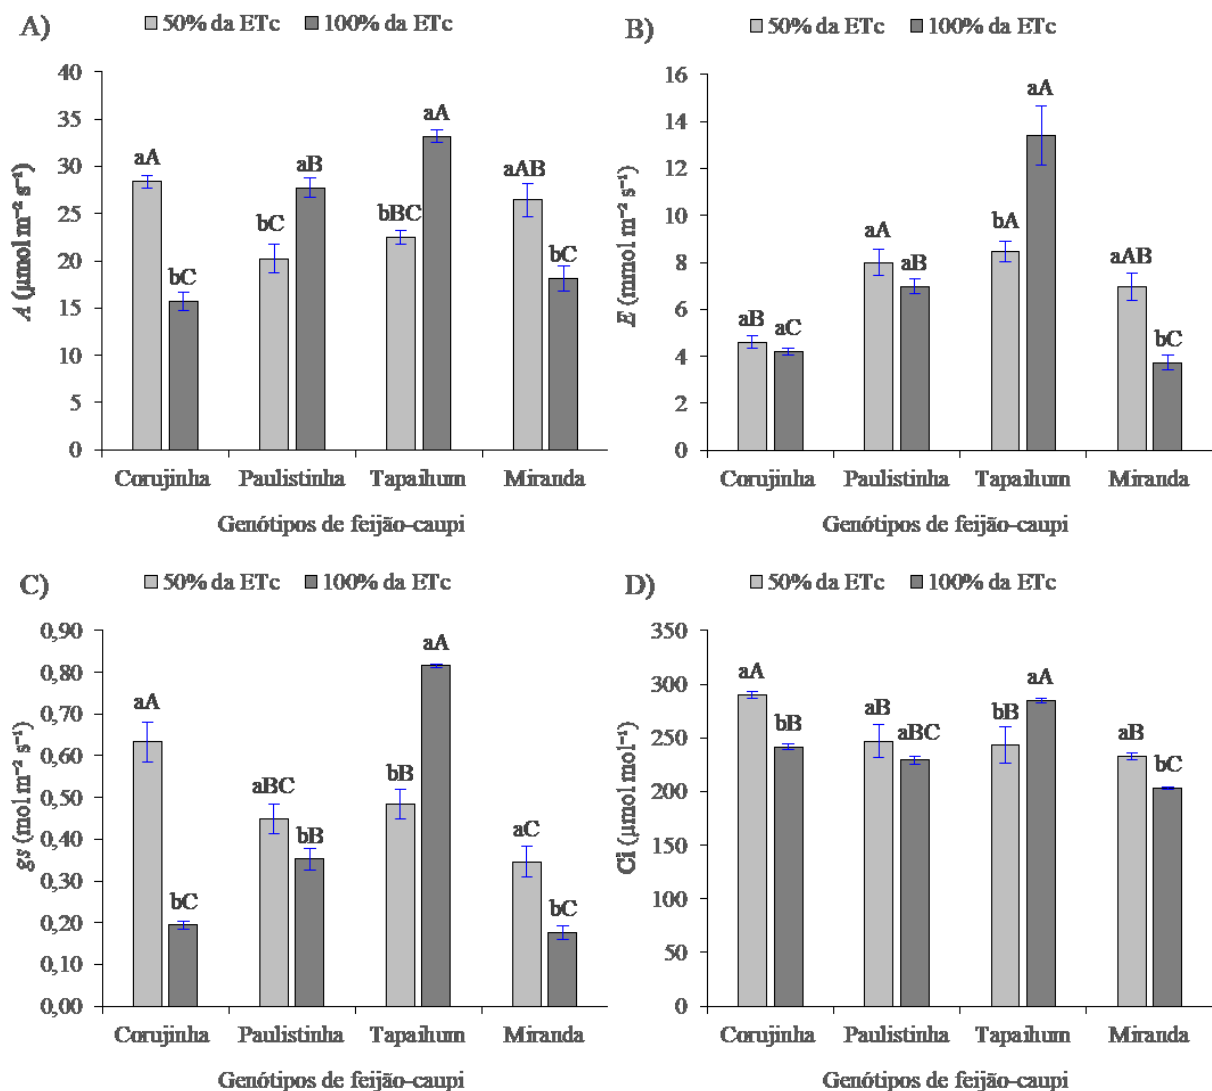 A) 50% da ETc 100% da ETc
A (µmol m⁻² s⁻¹)
40
35
30
25
20
15
10
5
0
aA
bC
bC
aB
bBC
aA
aAB
bC
Corujinha Paulistinha Tapaihum Miranda
Genótipos de feijão-caupi
B) 50% da ETc 100% da ETc
E (mmol m⁻² s⁻¹)
16
14
12
10
8
6
4
2
0
aB
aC
aA
aB
bA
aA
aAB
bC
Corujinha Paulistinha Tapaihum Miranda
Genótipos de feijão-caupi
C) 50% da ETc 100% da ETc
gs (mol m⁻² s⁻¹)
0,90
0,80
0,70
0,60
0,50
0,40
0,30
0,20
0,10
0,00
aA
bC
aBC
bB
bB
aA
aC
bC
Corujinha Paulistinha Tapaihum Miranda
Genótipos de feijão-caupi
D) 50% da ETc 100% da ETc
Ci (µmol mol⁻¹)
350
300
250
200
150
100
50
0
aA
bB
aB
aBC
bB
aA
aB
bC
Corujinha Paulistinha Tapaihum Miranda
Genótipos de feijão-caupi